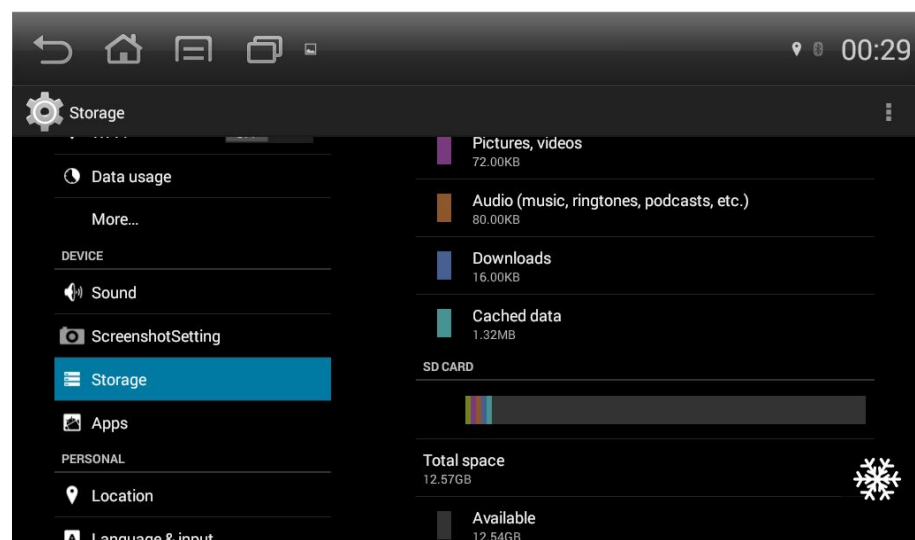 00:29
Storage
Data usage
More...
DEVICE
Sound
ScreenshotSetting
Storage
Apps
PERSONAL
Location
Language & input
Pictures, videos
72.00KB
Audio (music, ringtones, podcasts, etc.)
80.00KB
Downloads
16.00KB
Cached data
1.32MB
SD CARD
Total space
12.57GB
Available
12.54GB